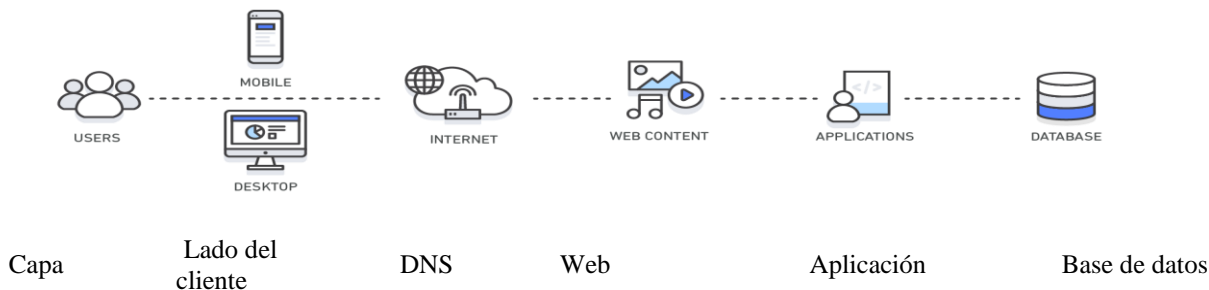 MOBILE
USERS
INTERNET
WEB CONTENT
APPLICATIONS
DATABASE
DESKTOP
Capa
Lado del
cliente
DNS
Web
Aplicación
Base de datos